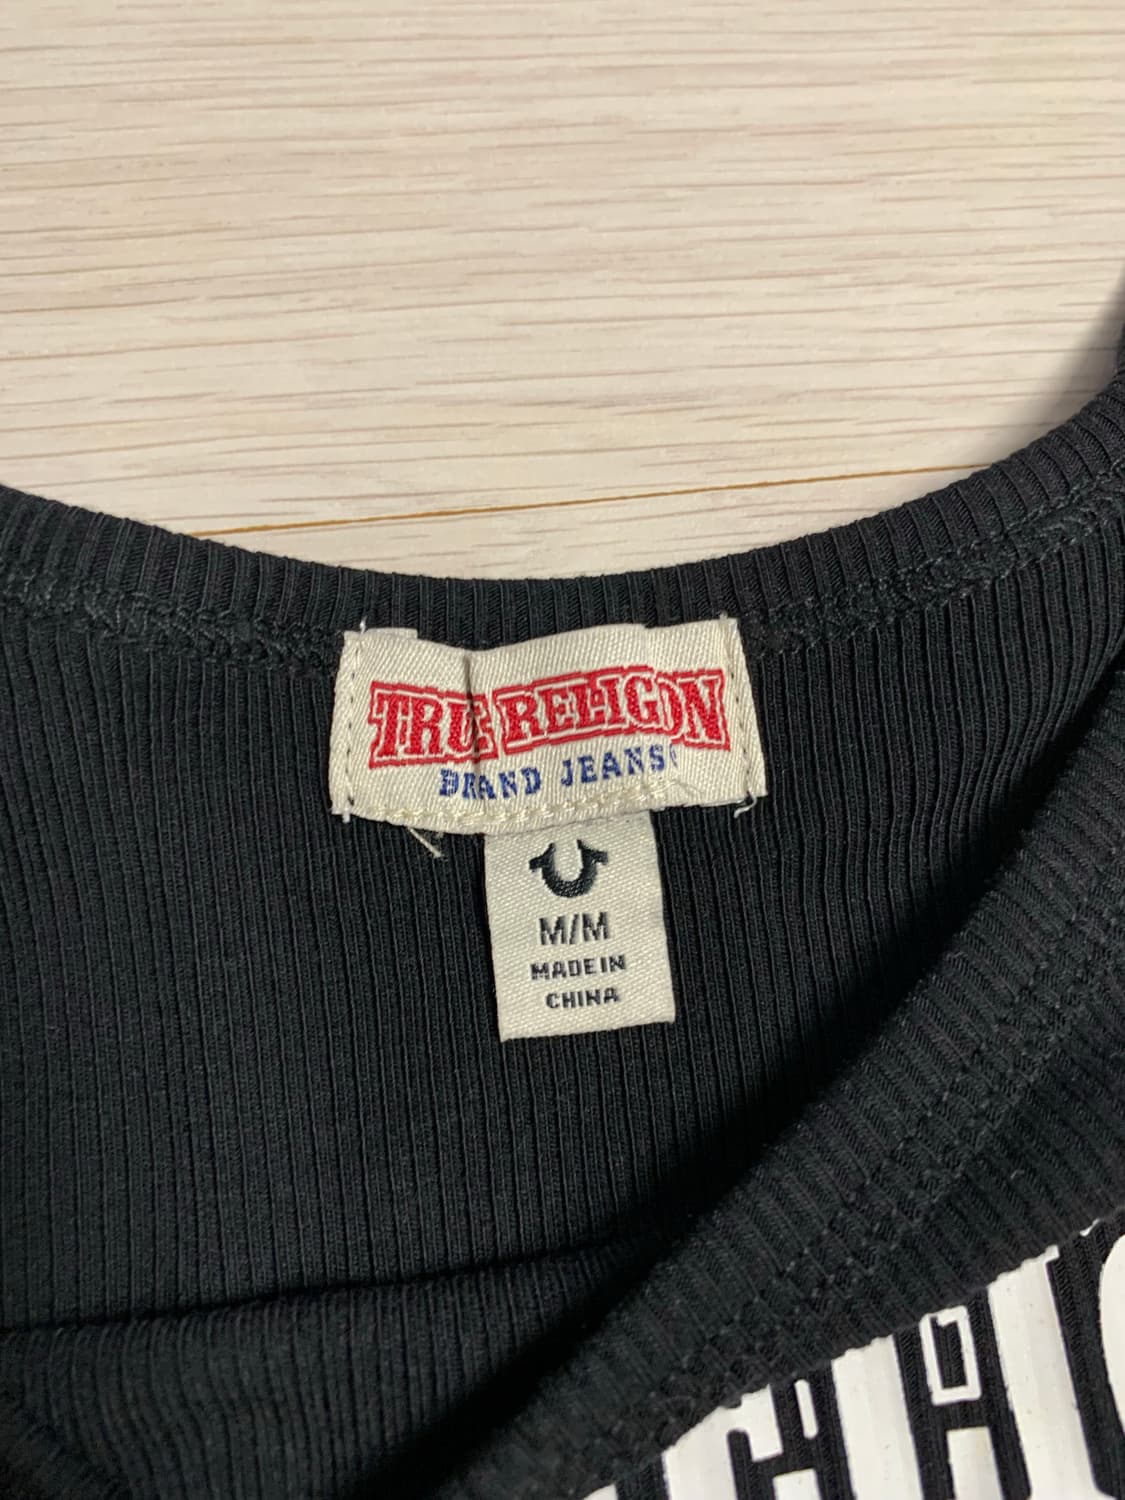 TRUE RELIGION
BRAND JEANS
M/M
MADE IN
CHINA